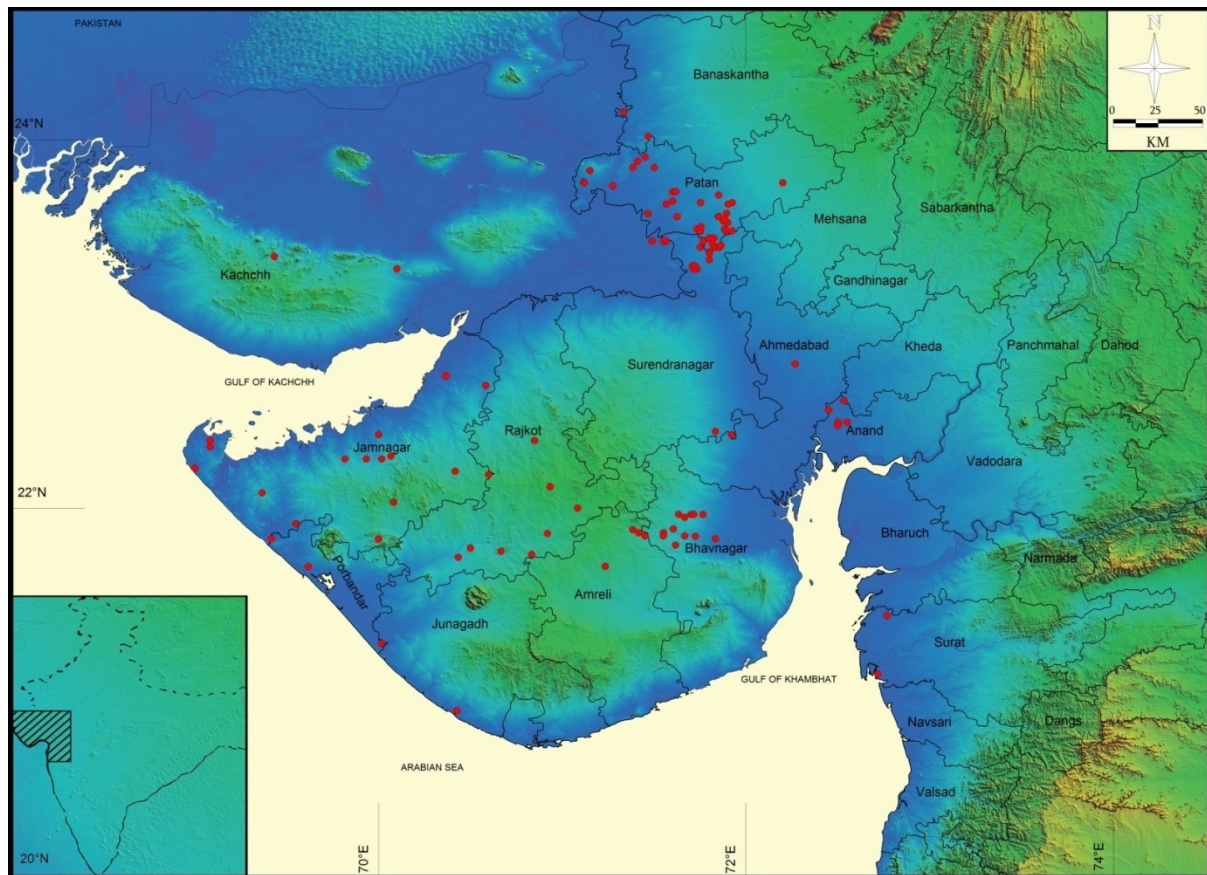 PAKISTAN
N
0 25 50
KM
24°N
Banaskantha
Patan
Mehsana
Sabarkantha
Kachchh
Gandhinagar
GULF OF KACHCHH
Surendranagar
Ahmedabad
Kheda
Panchmahal
Dahod
Rajkot
Anand
Jamnagar
Vadodara
22°N
Bharuch
Bhavnagar
Narmada
Porbandar
Amreli
Junagadh
Surat
GULF OF KHAMBHAT
Navsari
Dangs
ARABIAN SEA
Valsad
20°N
70°E
72°E
74°E